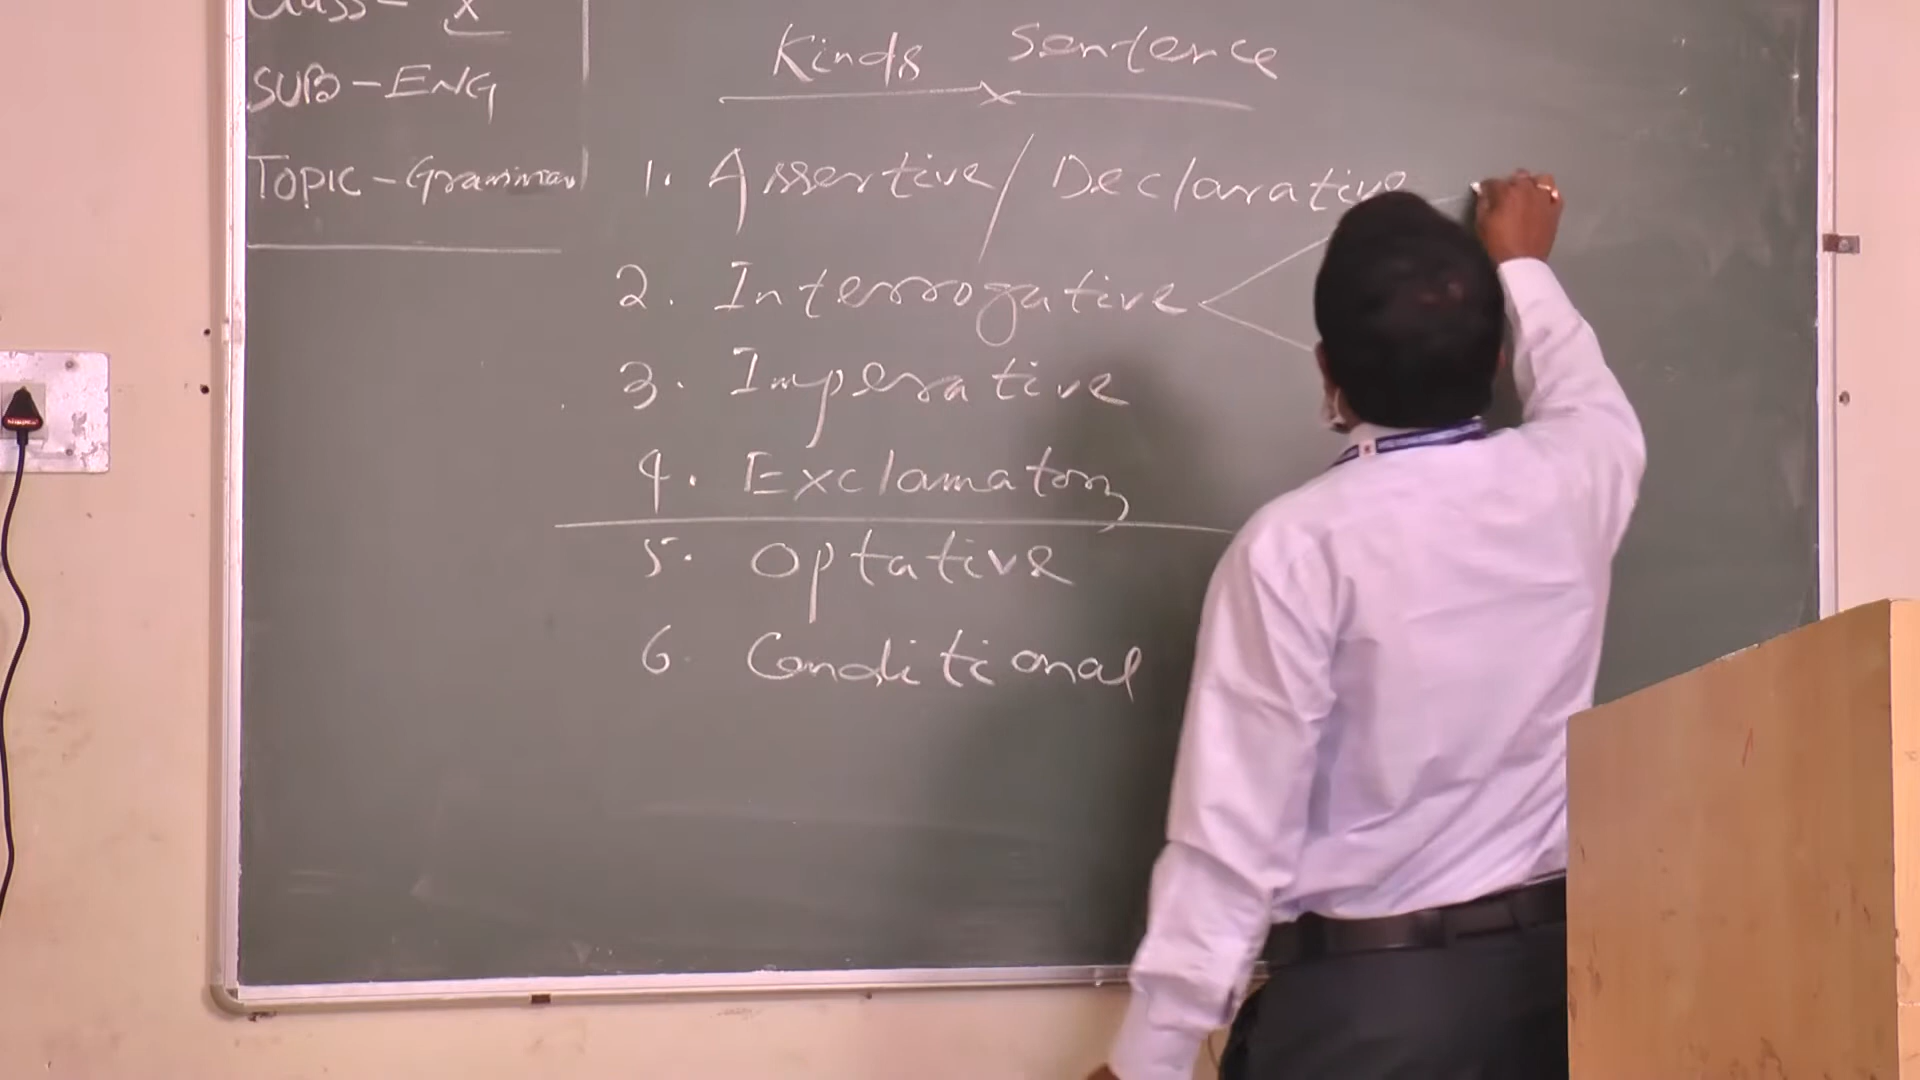 Class - X
SUB - ENG
TOPIC - Grammar
Kinds Sentence
1. Assertive / Declarative
2. Interrogative
3. Imperative
4. Exclamatory
5. Optative
6. Conditional